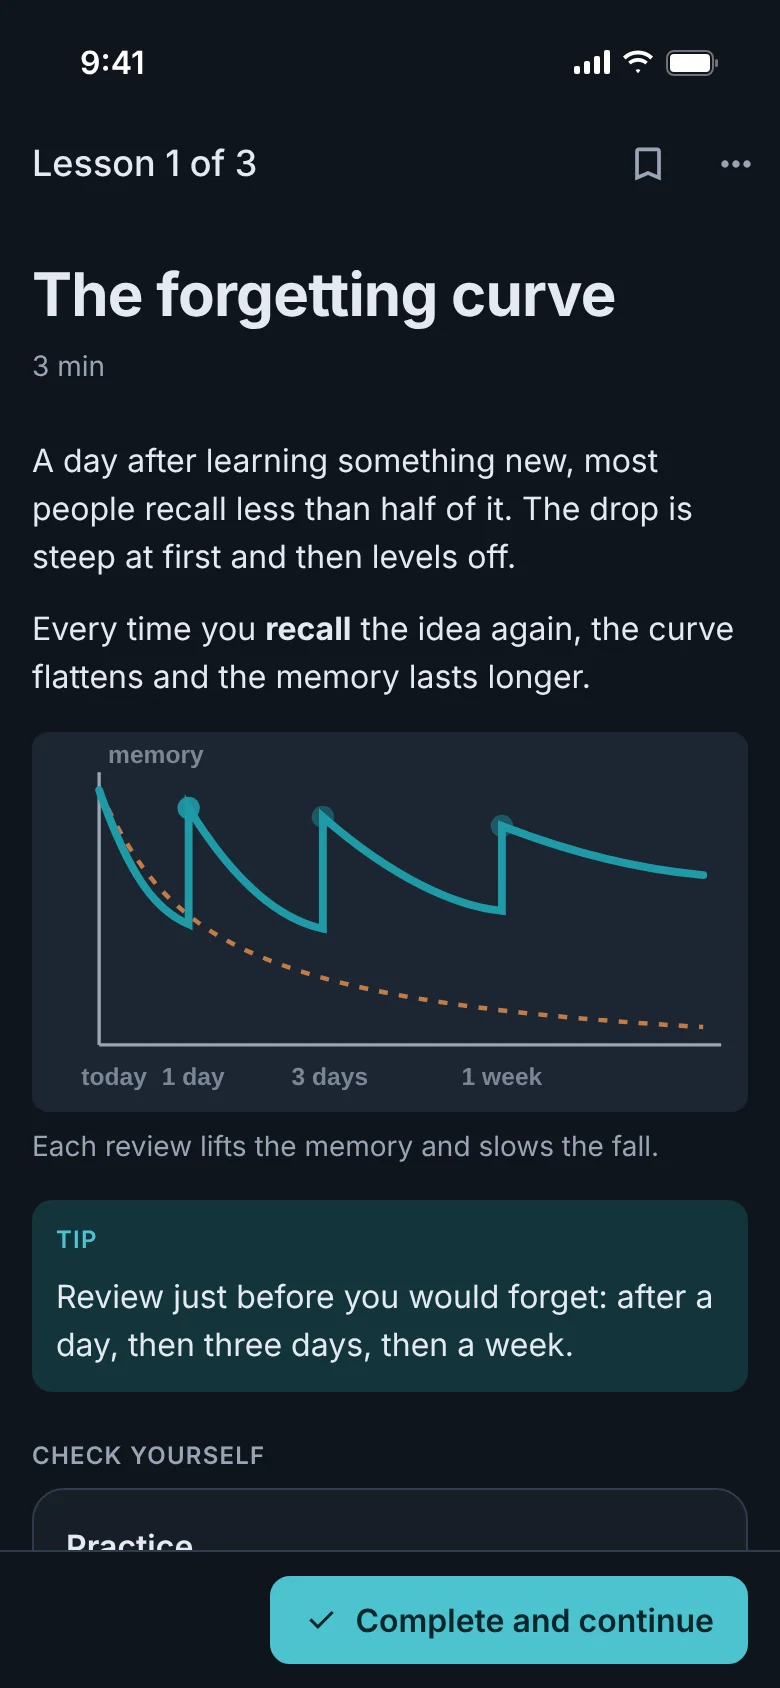 9:41
Lesson 1 of 3
The forgetting curve
3 min
A day after learning something new, most
people recall less than half of it. The drop is
steep at first and then levels off.
Every time you recall the idea again, the curve
flattens and the memory lasts longer.
memory
today 1 day 3 days 1 week
Each review lifts the memory and slows the fall.
TIP
Review just before you would forget: after a
day, then three days, then a week.
CHECK YOURSELF
Practice
Complete and continue